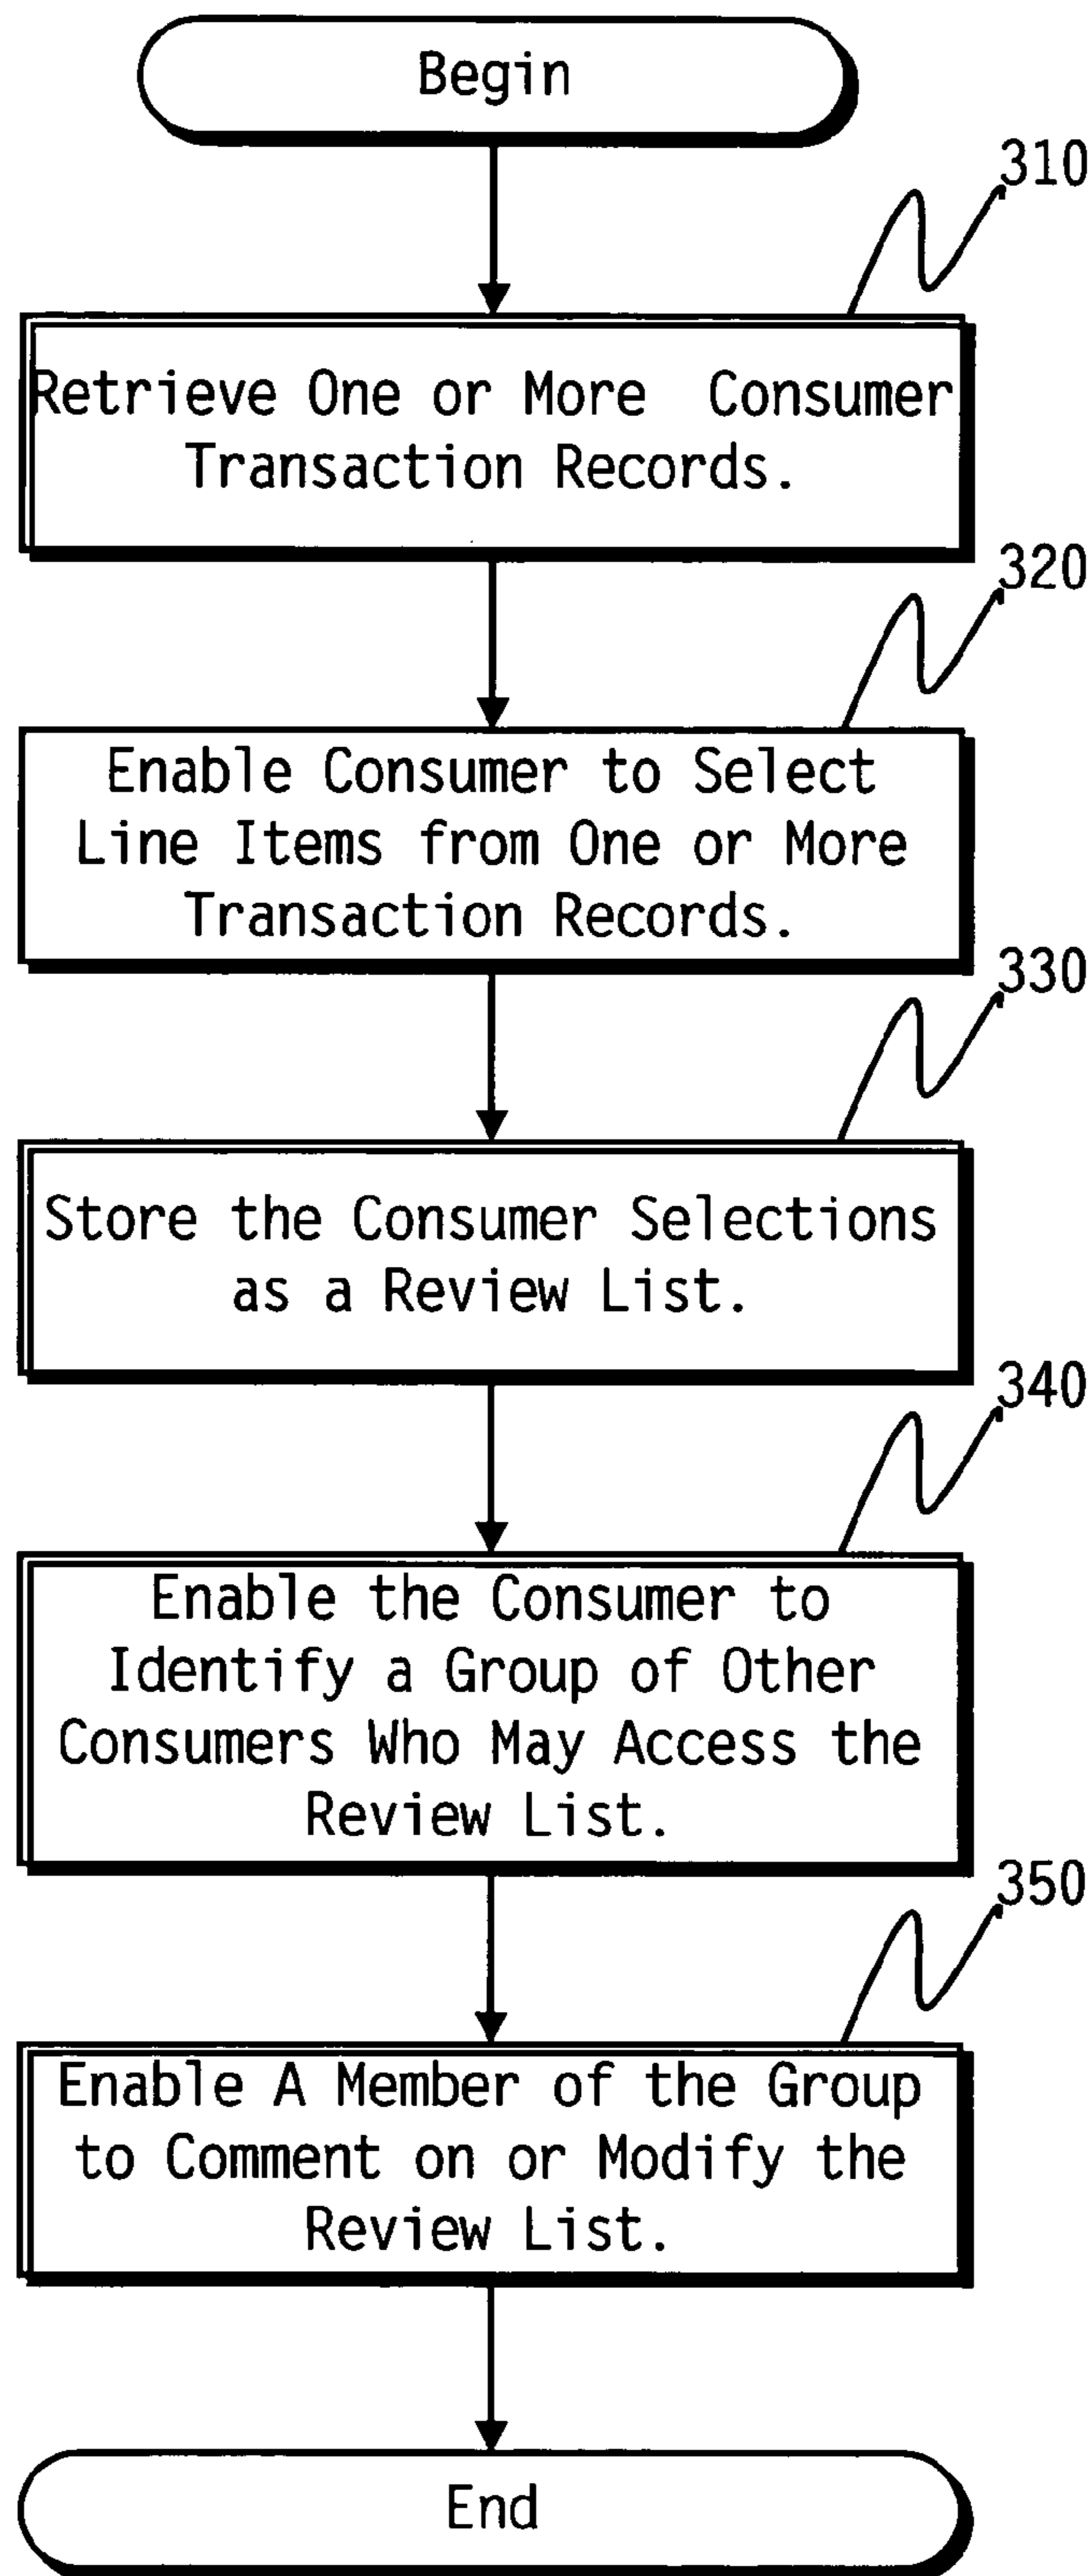 Begin
310
Retrieve One or More Consumer
Transaction Records.
320
Enable Consumer to Select
Line Items from One or More
Transaction Records.
330
Store the Consumer Selections
as a Review List.
340
Enable the Consumer to
Identify a Group of Other
Consumers Who May Access the
Review List.
350
Enable A Member of the Group
to Comment on or Modify the
Review List.
End